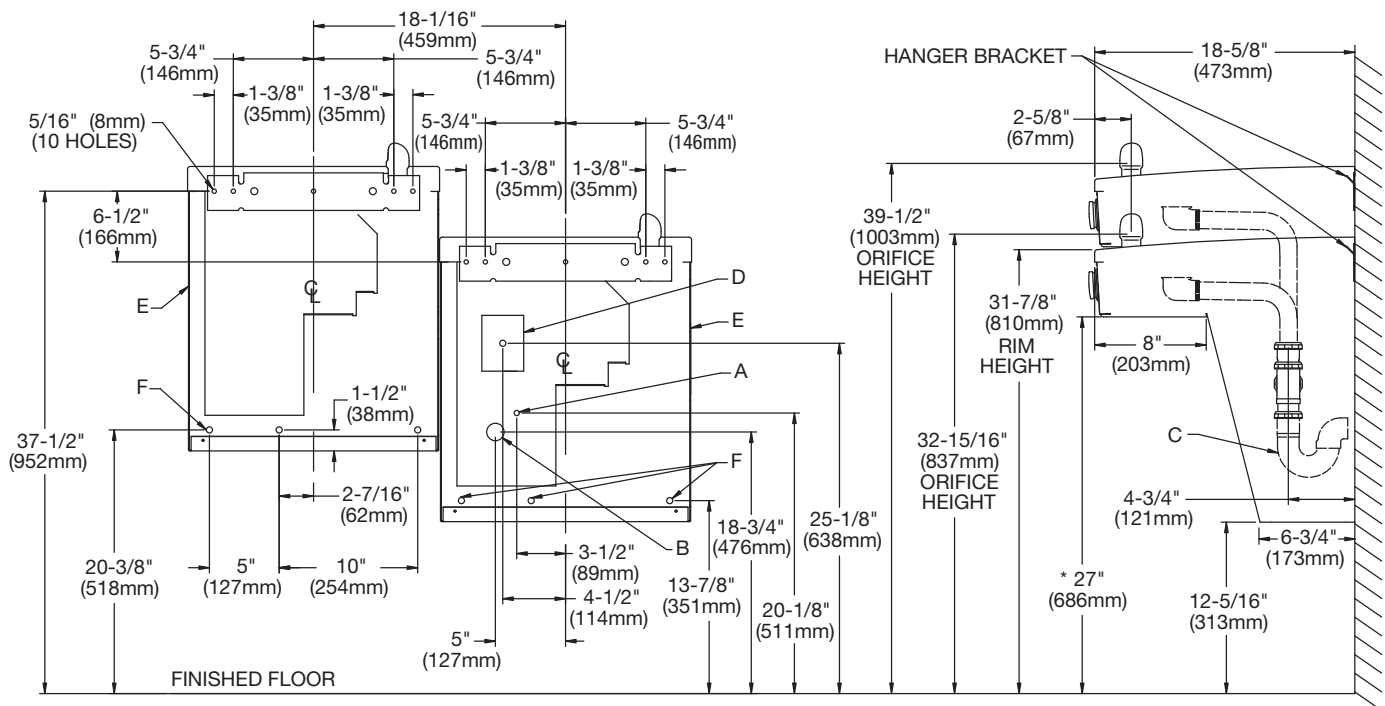 18-1/16"
(459mm)
5-3/4"
(146mm)
5-3/4"
(146mm)
1-3/8"
(35mm)
1-3/8"
(35mm)
5/16" (8mm)
(10 HOLES)
5-3/4"
(146mm)
5-3/4"
(146mm)
1-3/8"
(35mm)
1-3/8"
(35mm)
6-1/2"
(166mm)
E
CL
D
E
CL
A
F
1-1/2"
(38mm)
37-1/2"
(952mm)
F
2-7/16"
(62mm)
B
18-3/4"
(476mm)
25-1/8"
(638mm)
20-3/8"
(518mm)
5"
(127mm)
10"
(254mm)
3-1/2"
(89mm)
13-7/8"
(351mm)
4-1/2"
(114mm)
20-1/8"
(511mm)
5"
(127mm)
FINISHED FLOOR
HANGER BRACKET
18-5/8"
(473mm)
2-5/8"
(67mm)
39-1/2"
(1003mm)
ORIFICE
HEIGHT
31-7/8"
(810mm)
RIM
HEIGHT
8"
(203mm)
32-15/16"
(837mm)
ORIFICE
HEIGHT
C
4-3/4"
(121mm)
6-3/4"
(173mm)
* 27"
(686mm)
12-5/16"
(313mm)